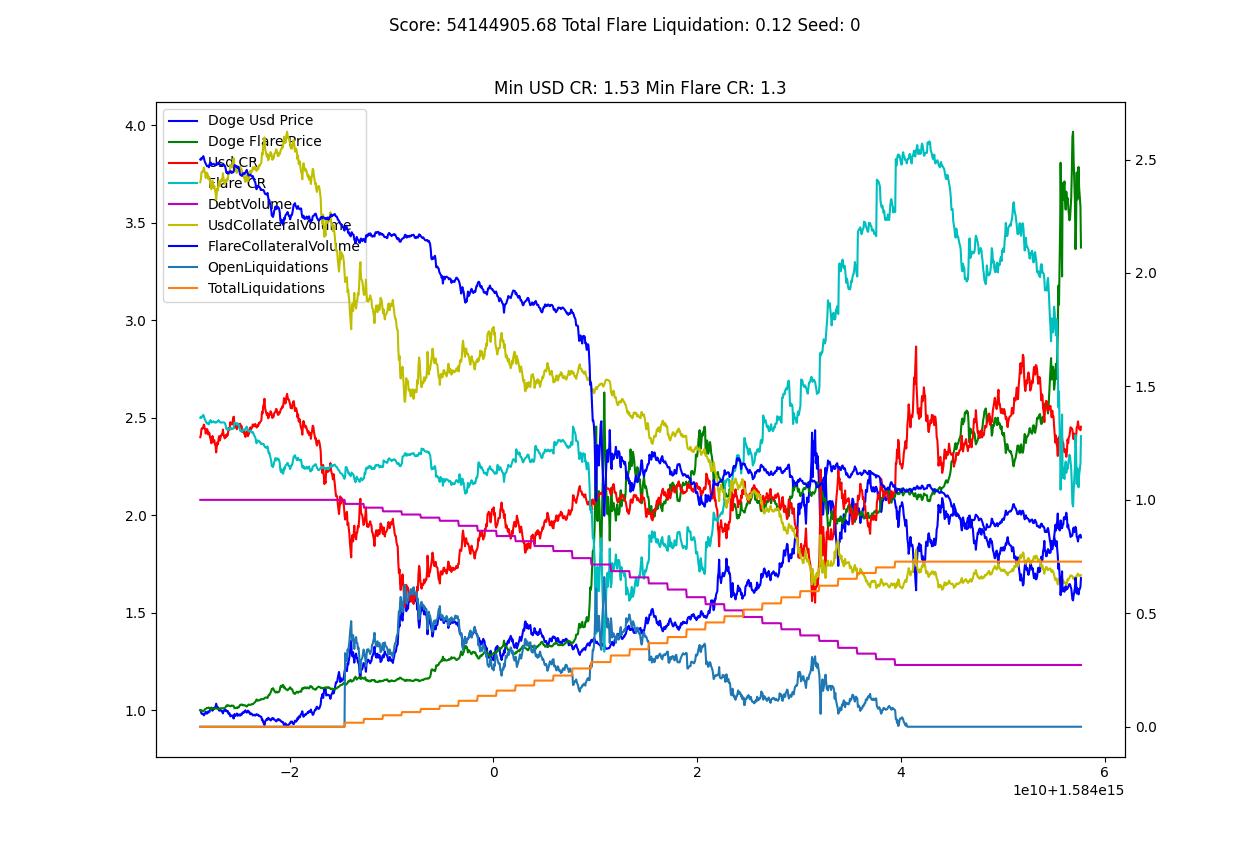 Score: 54144905.68 Total Flare Liquidation: 0.12 Seed: 0
Min USD CR: 1.53 Min Flare CR: 1.3
Doge Usd Price
Doge Flare Price
Usd CR
Flare CR
DebtVolume
UsdCollateralVolume
FlareCollateralVolume
OpenLiquidations
TotalLiquidations
4.0
3.5
3.0
2.5
2.0
1.5
1.0
2.5
2.0
1.5
1.0
0.5
0.0
−2 0 2 4 6
1e10+1.584e15